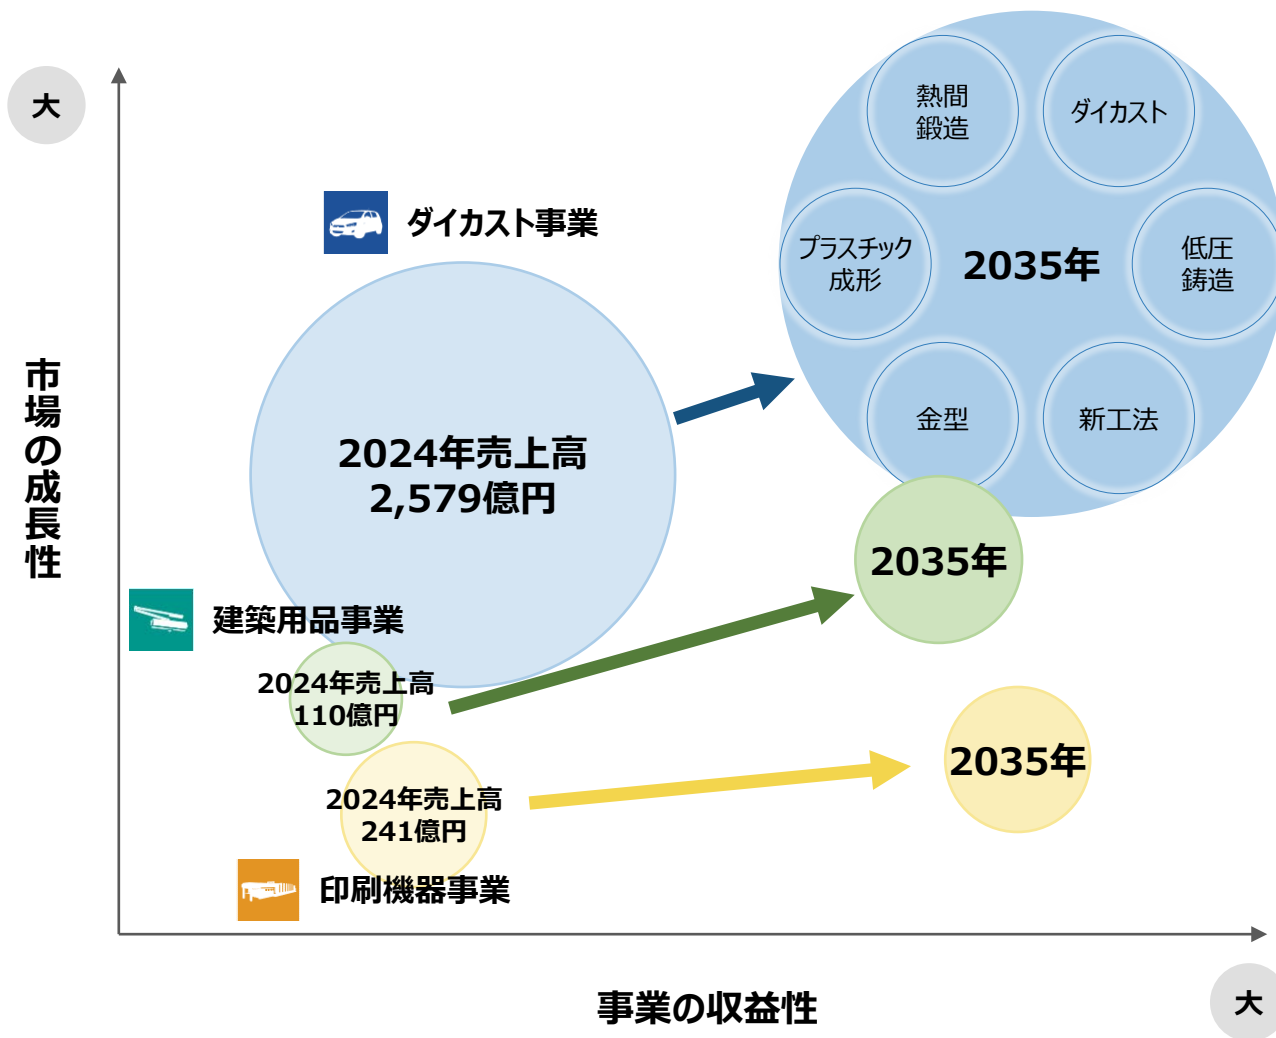 大
熱間
鍛造
ダイカスト
ダイカスト事業
プラスチック
成形
2035年
低圧
鋳造
市場の成長性
2024年売上高
2,579億円
金型
新工法
2035年
建築用品事業
2024年売上高
110億円
2035年
2024年売上高
241億円
印刷機器事業
事業の収益性
大